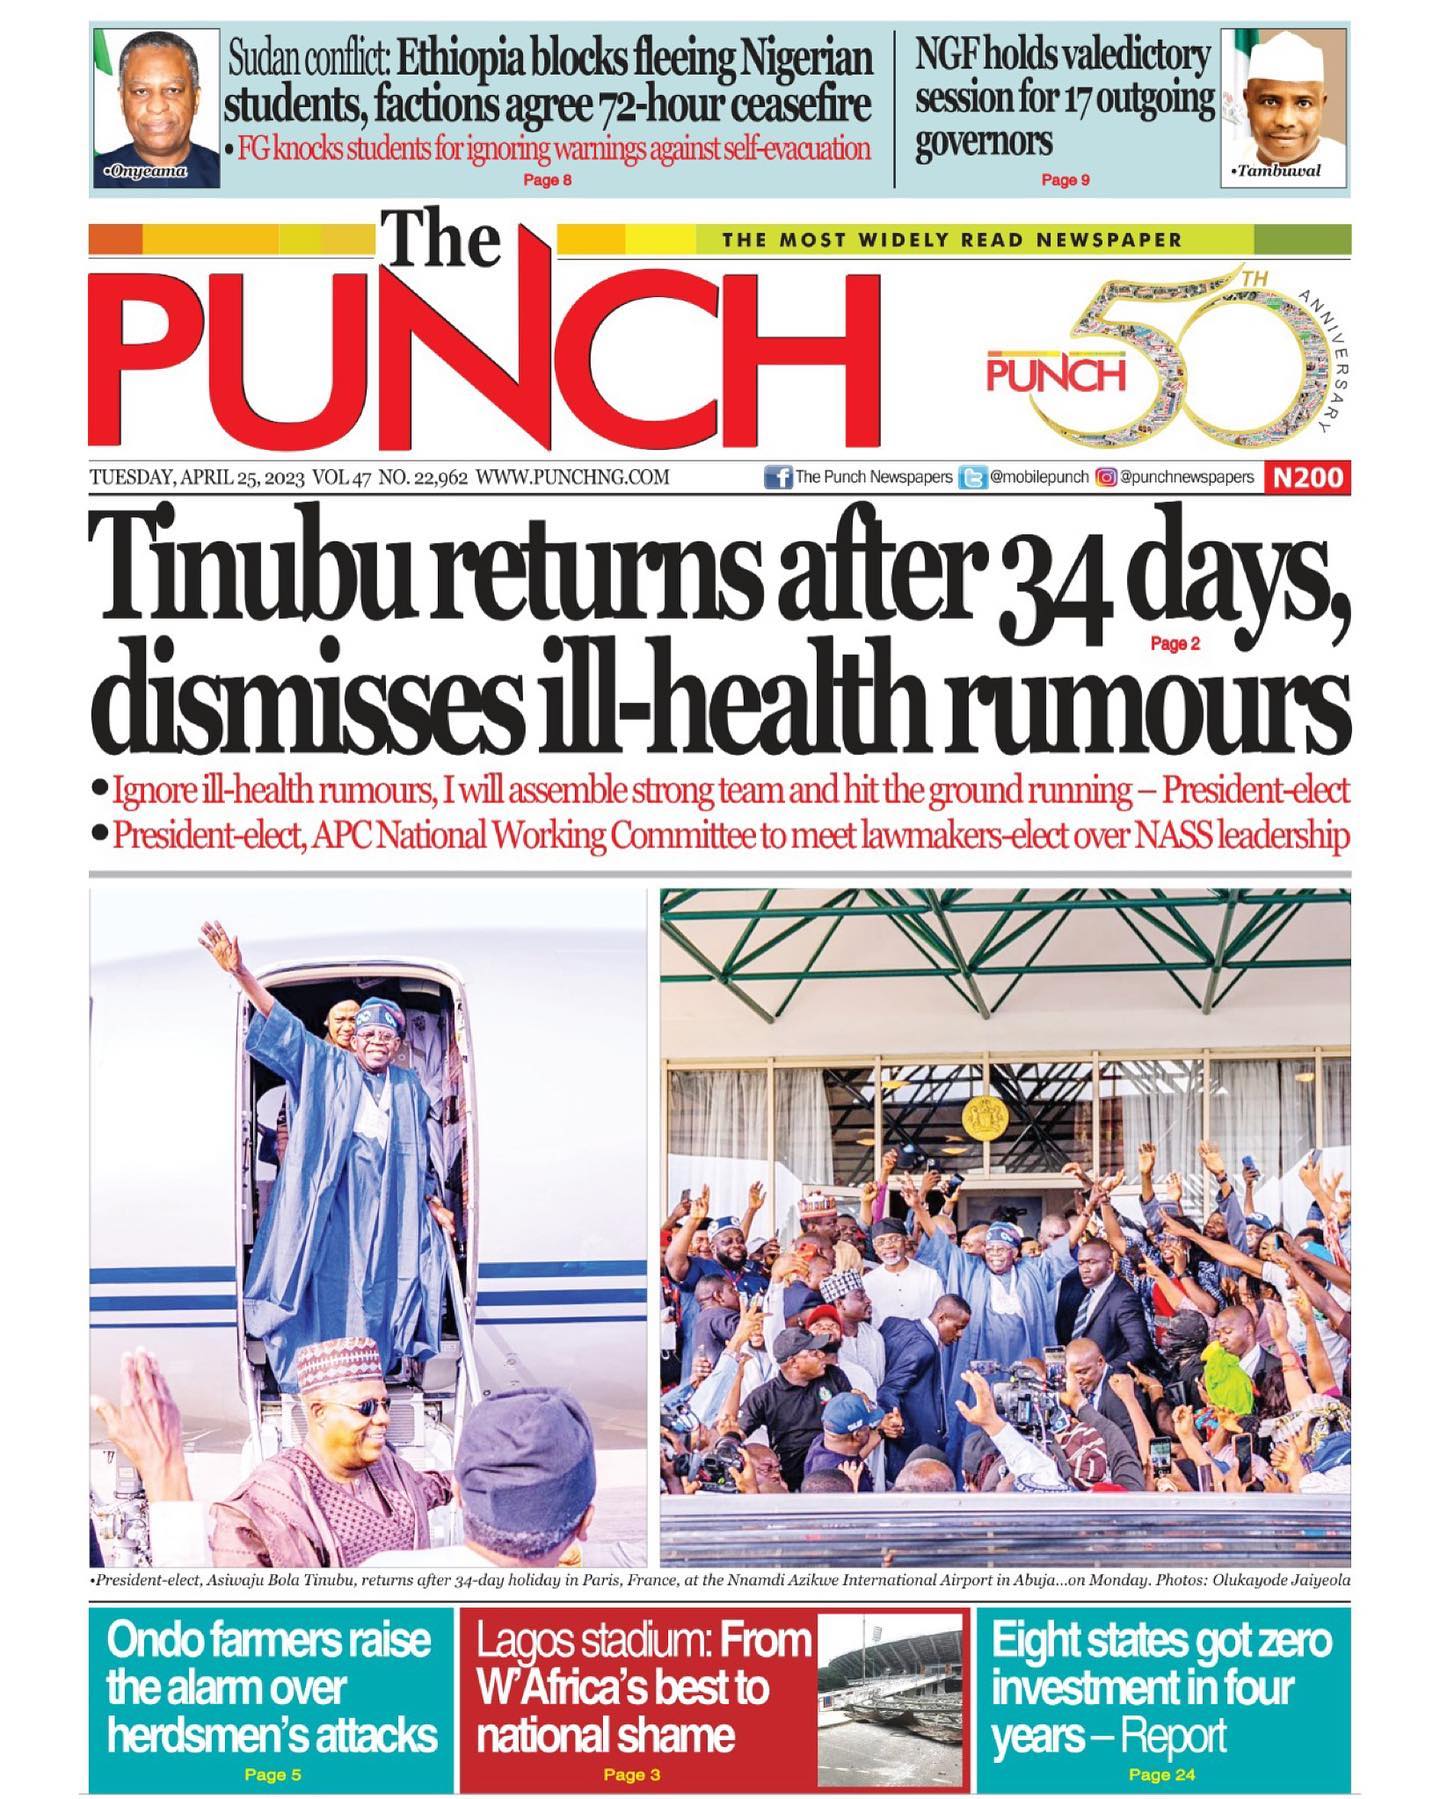 Sudan conflict: Ethiopia blocks fleeing Nigerian
students, factions agree 72-hour ceasefire
• FG knocks students for ignoring warnings against self-evacuation
Page 8
•Onyeama
NGF holds valedictory
session for 17 outgoing
governors
Page 9
•Tambuwal
The
PUNCH
THE MOST WIDELY READ NEWSPAPER
PUNCH
50
TH
ANNIVERSARY
TUESDAY, APRIL 25, 2023 VOL 47 NO. 22,962 WWW.PUNCHNG.COM
The Punch Newspapers @mobilepunch @punchnewspapers
N200
Tinubu returns after 34 days,
Page 2
dismisses ill-health rumours
• Ignore ill-health rumours, I will assemble strong team and hit the ground running – President-elect
• President-elect, APC National Working Committee to meet lawmakers-elect over NASS leadership
•President-elect, Asiwaju Bola Tinubu, returns after 34-day holiday in Paris, France, at the Nnamdi Azikwe International Airport in Abuja...on Monday. Photos: Olukayode Jaiyeola
Ondo farmers raise
the alarm over
herdsmen's attacks
Page 5
Lagos stadium: From
W'Africa's best to
national shame
Page 3
Eight states got zero
investment in four
years – Report
Page 24